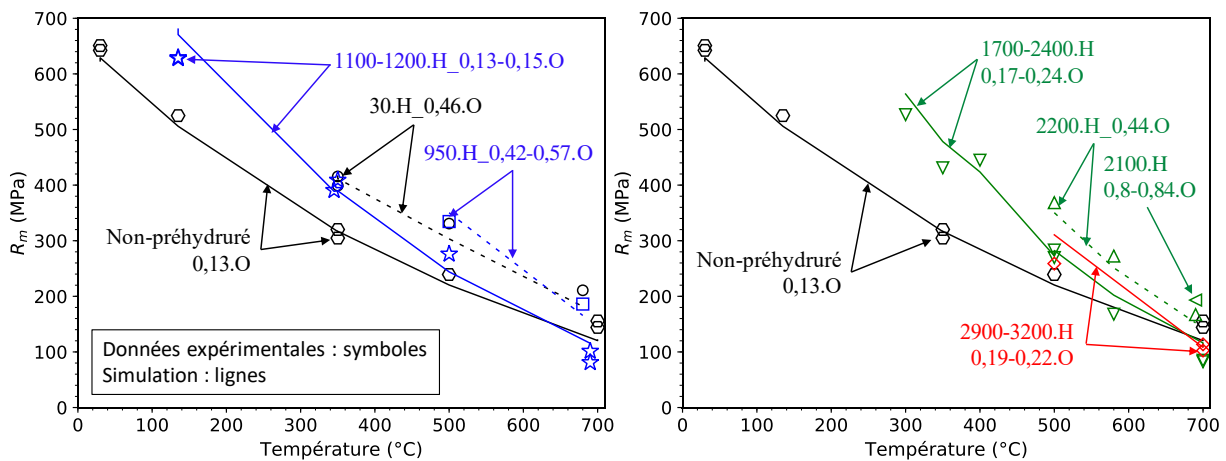 700
600
500
400
300
200
100
0
R_m (MPa)
0 100 200 300 400 500 600 700
Température (°C)
1100-1200.H_0,13-0,15.O
30.H_0,46.O
950.H_0,42-0,57.O
Non-préhydruré
0,13.O
Données expérimentales : symboles
Simulation : lignes
700
600
500
400
300
200
100
0
R_m (MPa)
0 100 200 300 400 500 600 700
Température (°C)
1700-2400.H
0,17-0,24.O
2200.H_0,44.O
2100.H
0,8-0,84.O
Non-préhydruré
0,13.O
2900-3200.H
0,19-0,22.O